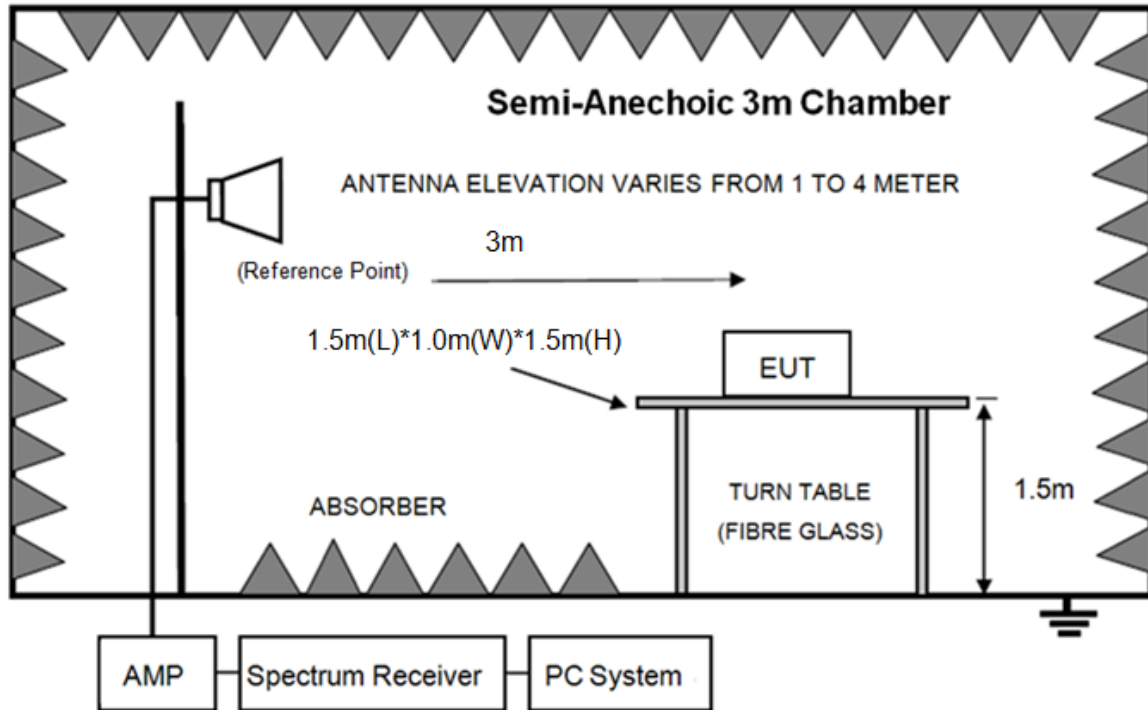 Semi-Anechoic 3m Chamber
ANTENNA ELEVATION VARIES FROM 1 TO 4 METER
3m
(Reference Point)
1.5m(L)*1.0m(W)*1.5m(H)
EUT
1.5m
TURN TABLE
(FIBRE GLASS)
ABSORBER
AMP
Spectrum Receiver
PC System